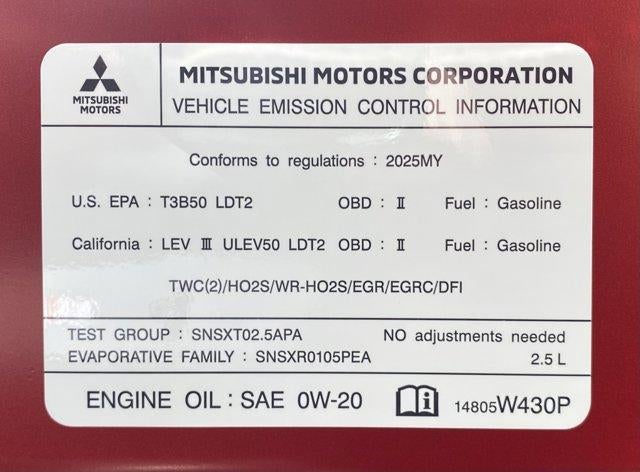 MITSUBISHI
MOTORS
MITSUBISHI MOTORS CORPORATION
VEHICLE EMISSION CONTROL INFORMATION
Conforms to regulations : 2025MY
U.S. EPA : T3B50 LDT2 OBD : Ⅱ Fuel : Gasoline
California : LEV Ⅲ ULEV50 LDT2 OBD : Ⅱ Fuel : Gasoline
TWC(2)/HO2S/WR-HO2S/EGR/EGRC/DFI
TEST GROUP : SNSXT02.5APA NO adjustments needed
EVAPORATIVE FAMILY : SNSXR0105PEA 2.5 L
ENGINE OIL : SAE 0W-20 i 14805W430P